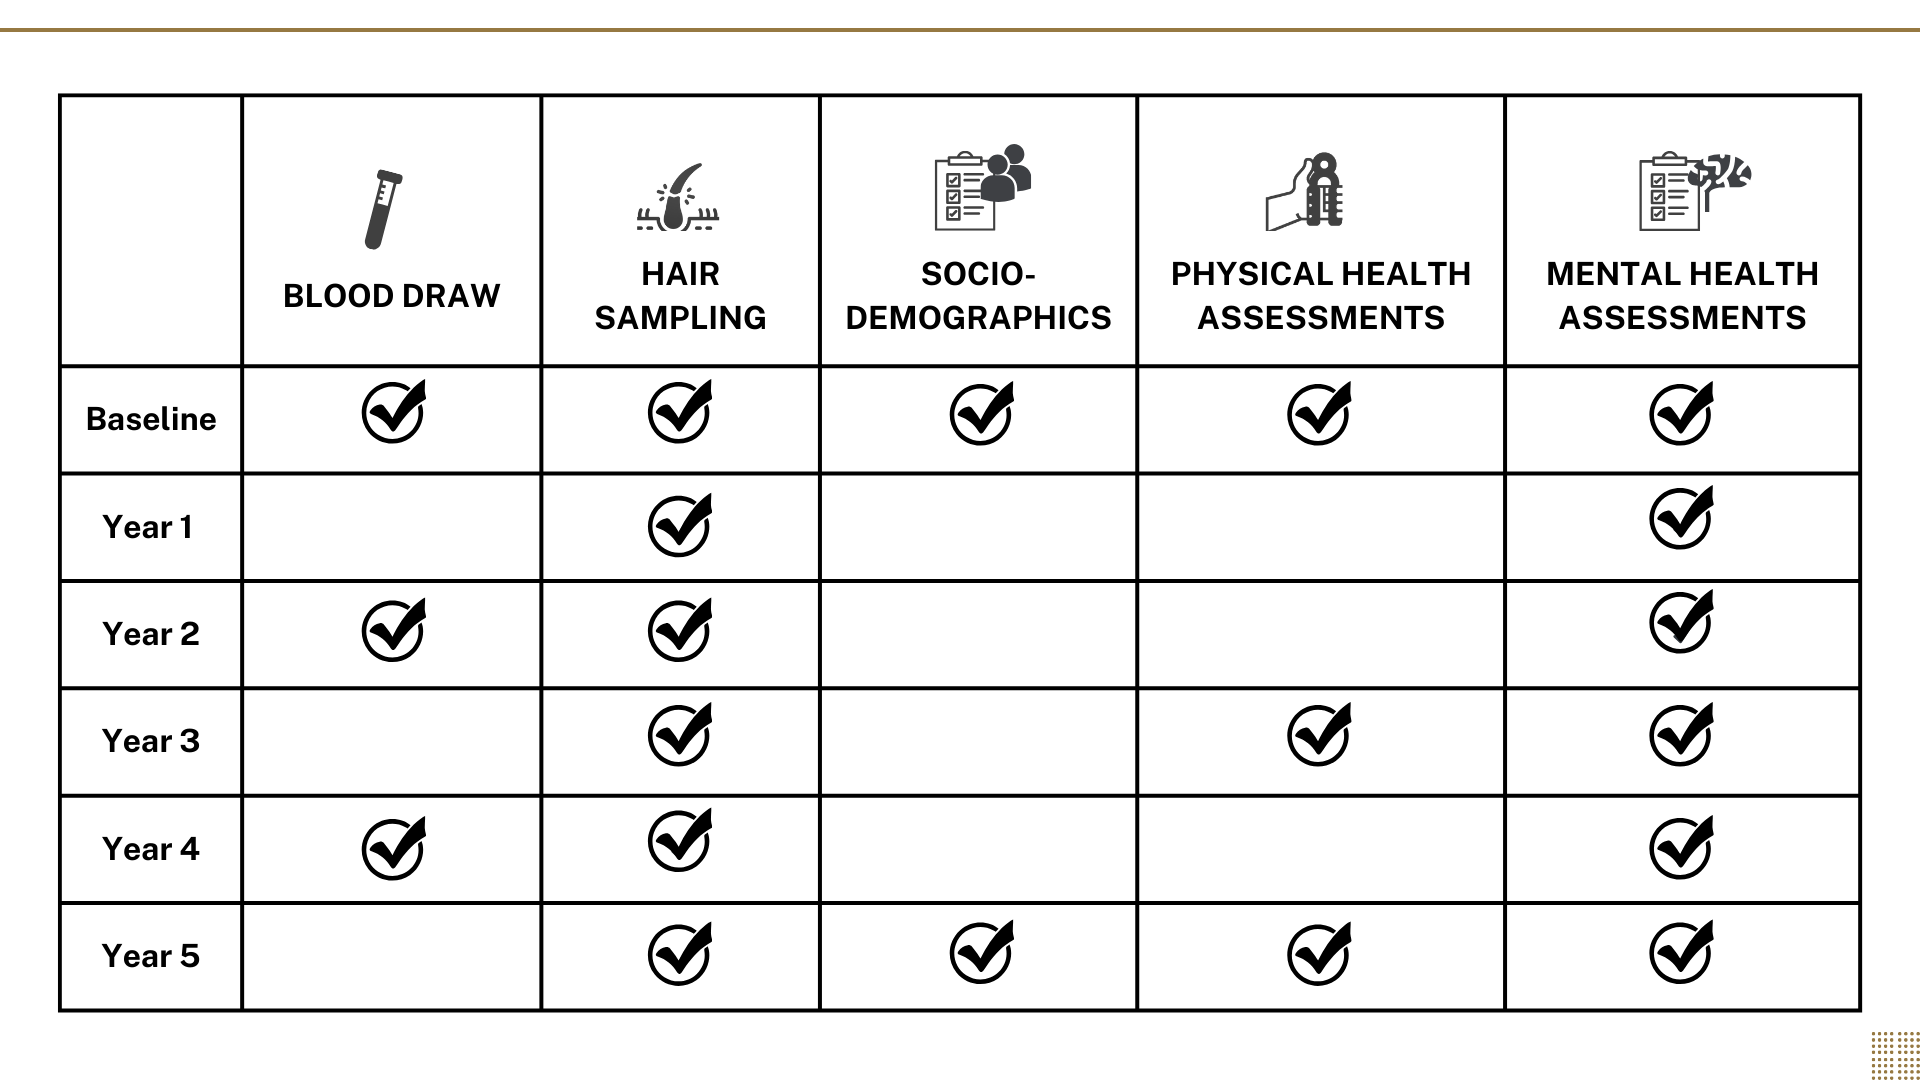 BLOOD DRAW
HAIR
SAMPLING
SOCIO-
DEMOGRAPHICS
PHYSICAL HEALTH
ASSESSMENTS
MENTAL HEALTH
ASSESSMENTS
Baseline
Year 1
Year 2
Year 3
Year 4
Year 5